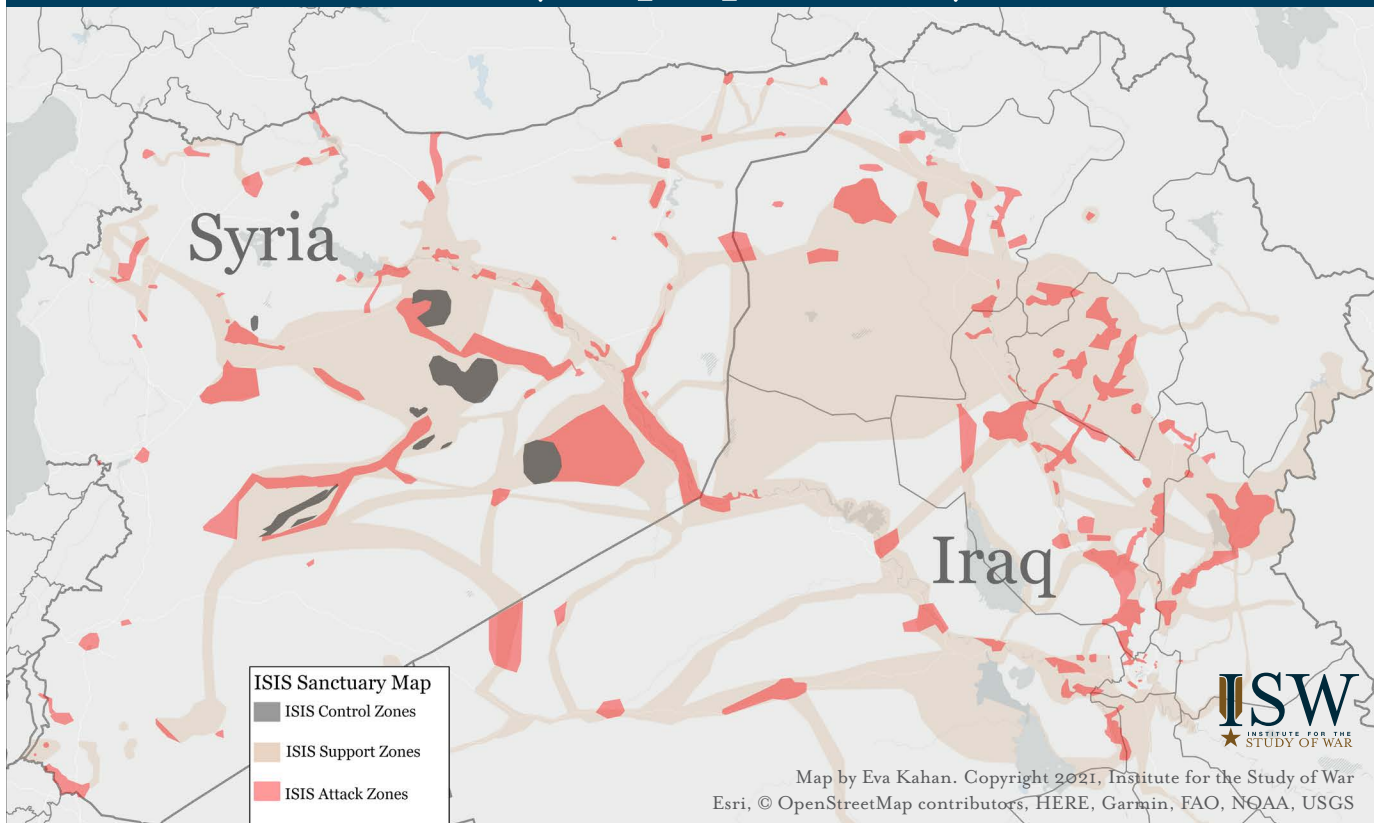 Syria
Iraq
ISIS Sanctuary Map
ISIS Control Zones
ISIS Support Zones
ISIS Attack Zones
ISW
INSTITUTE FOR THE
STUDY OF WAR
Map by Eva Kahan. Copyright 2021, Institute for the Study of War
Esri, © OpenStreetMap contributors, HERE, Garmin, FAO, NOAA, USGS